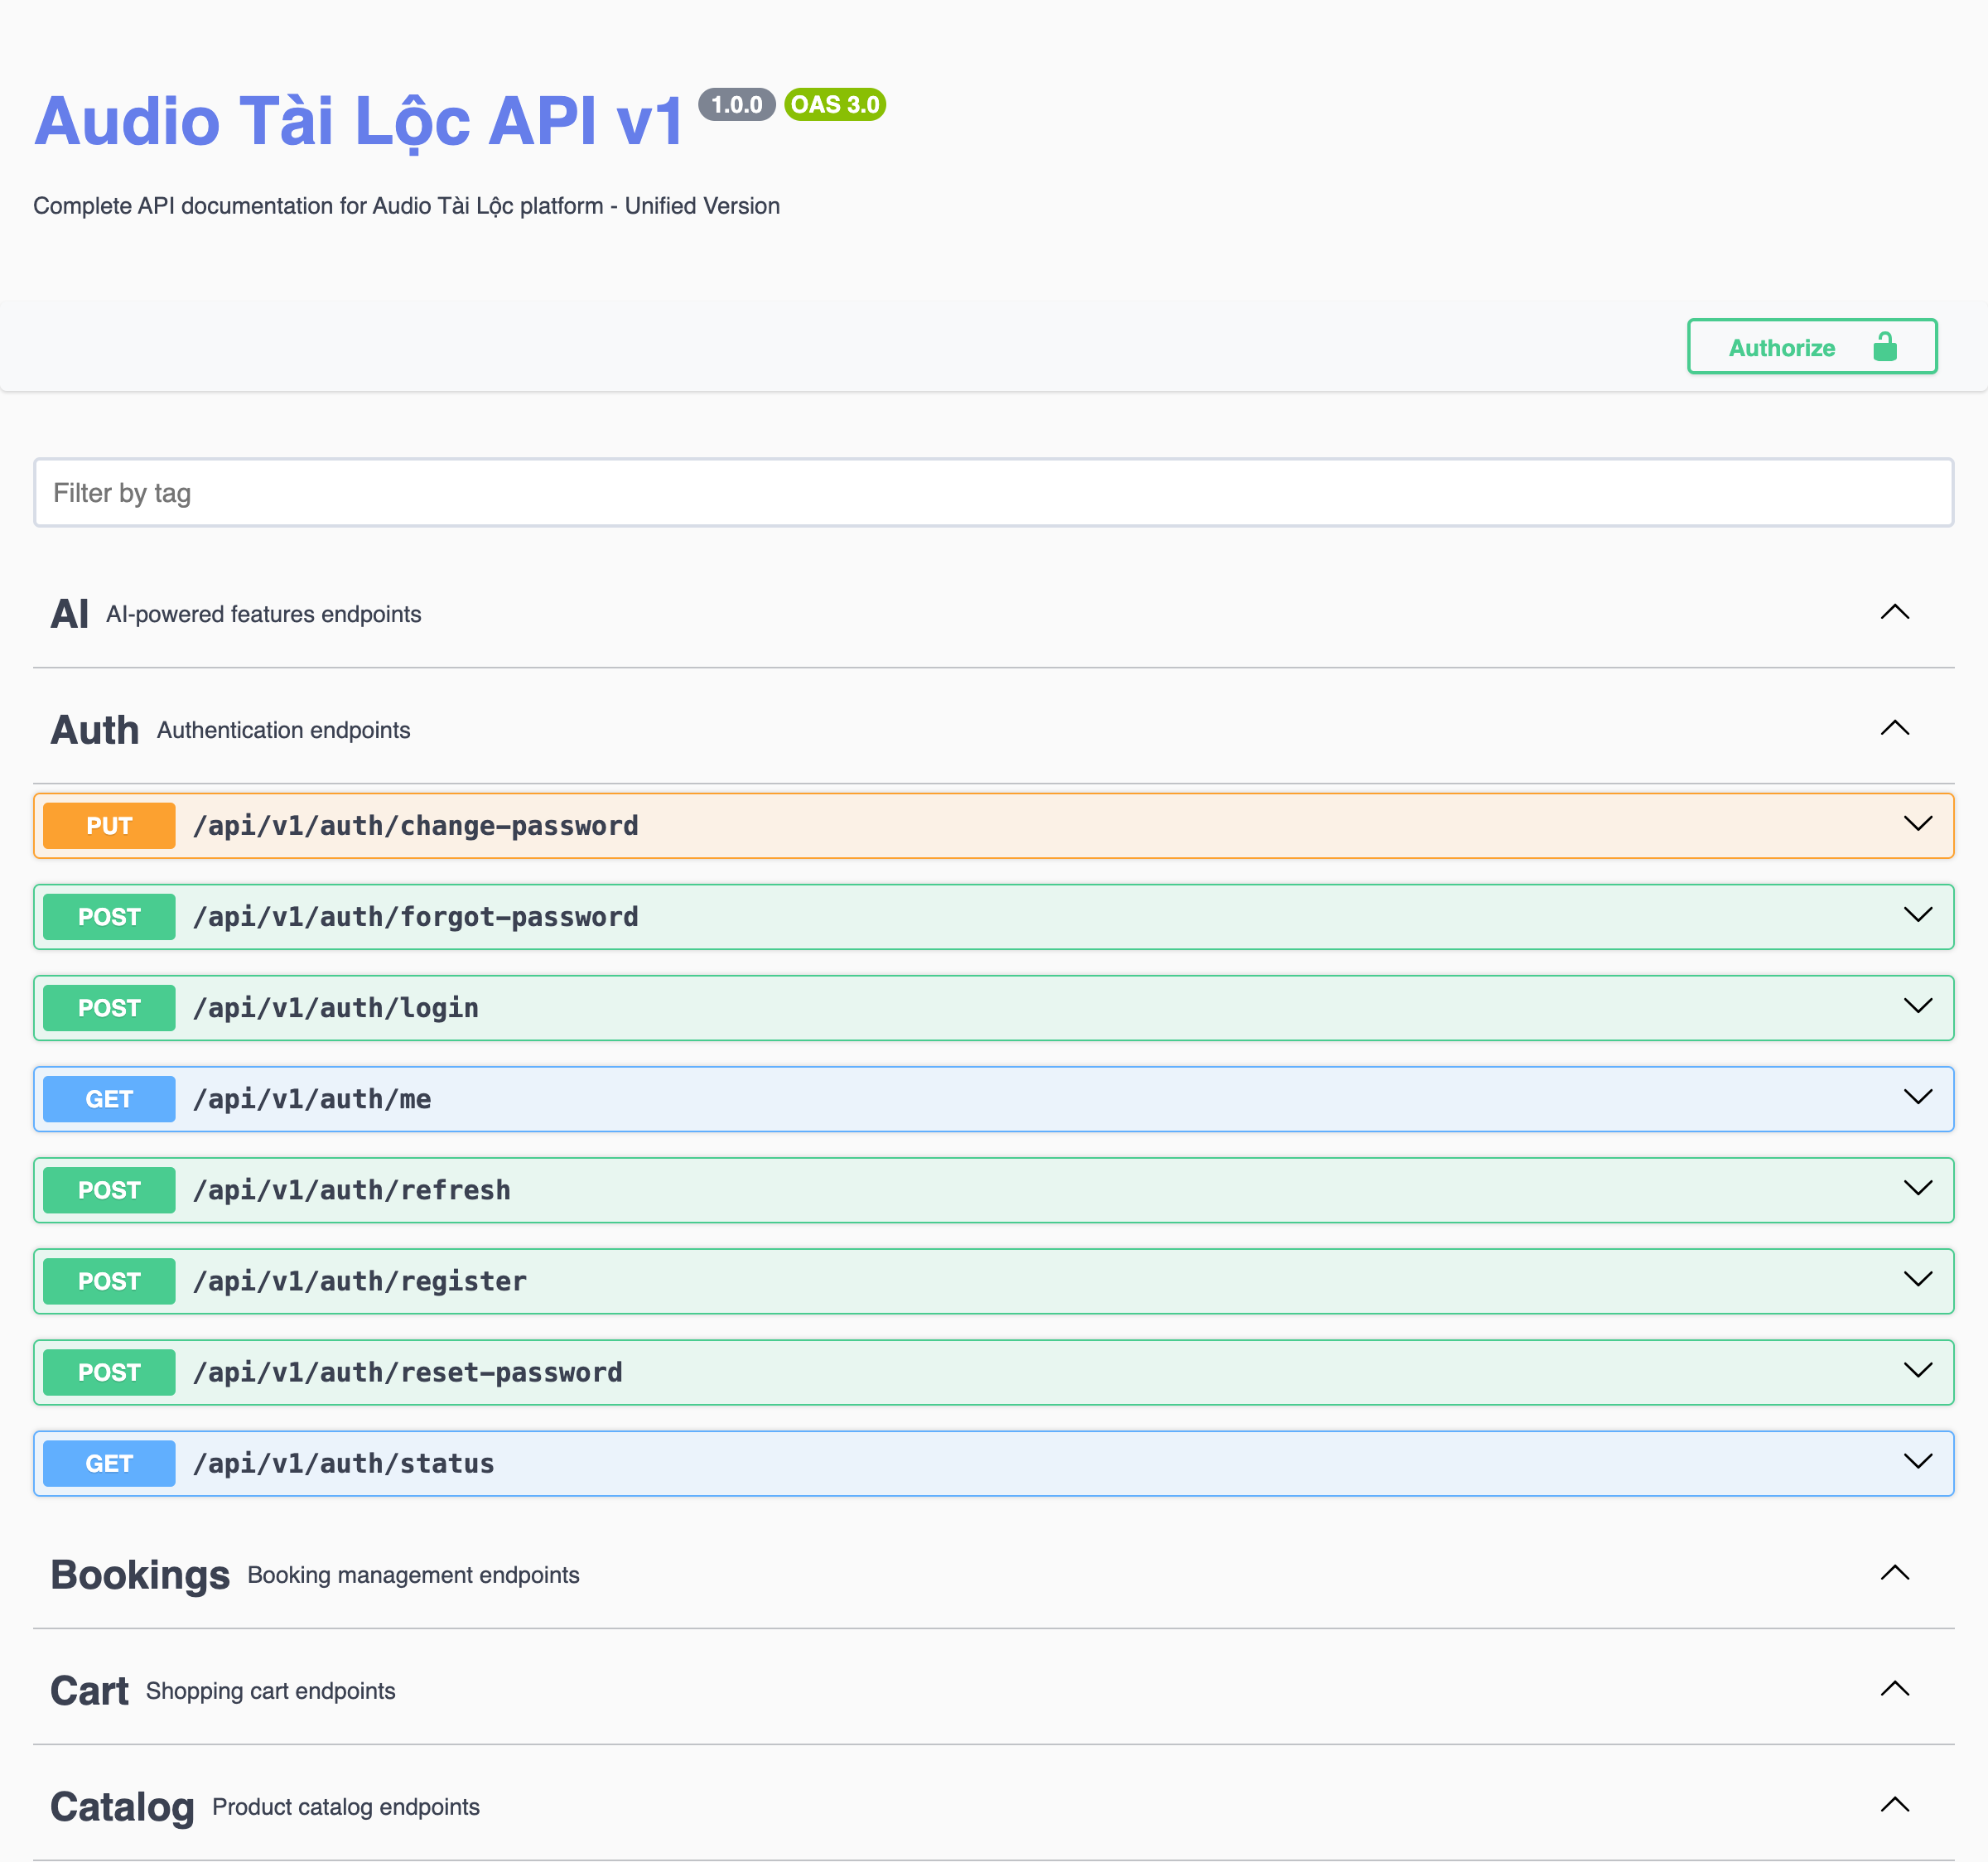 Audio Tài Lộc API v1 1.0.0 OAS 3.0
Complete API documentation for Audio Tài Lộc platform - Unified Version
Authorize
Filter by tag
AI AI-powered features endpoints
Auth Authentication endpoints
PUT /api/v1/auth/change-password
POST /api/v1/auth/forgot-password
POST /api/v1/auth/login
GET /api/v1/auth/me
POST /api/v1/auth/refresh
POST /api/v1/auth/register
POST /api/v1/auth/reset-password
GET /api/v1/auth/status
Bookings Booking management endpoints
Cart Shopping cart endpoints
Catalog Product catalog endpoints